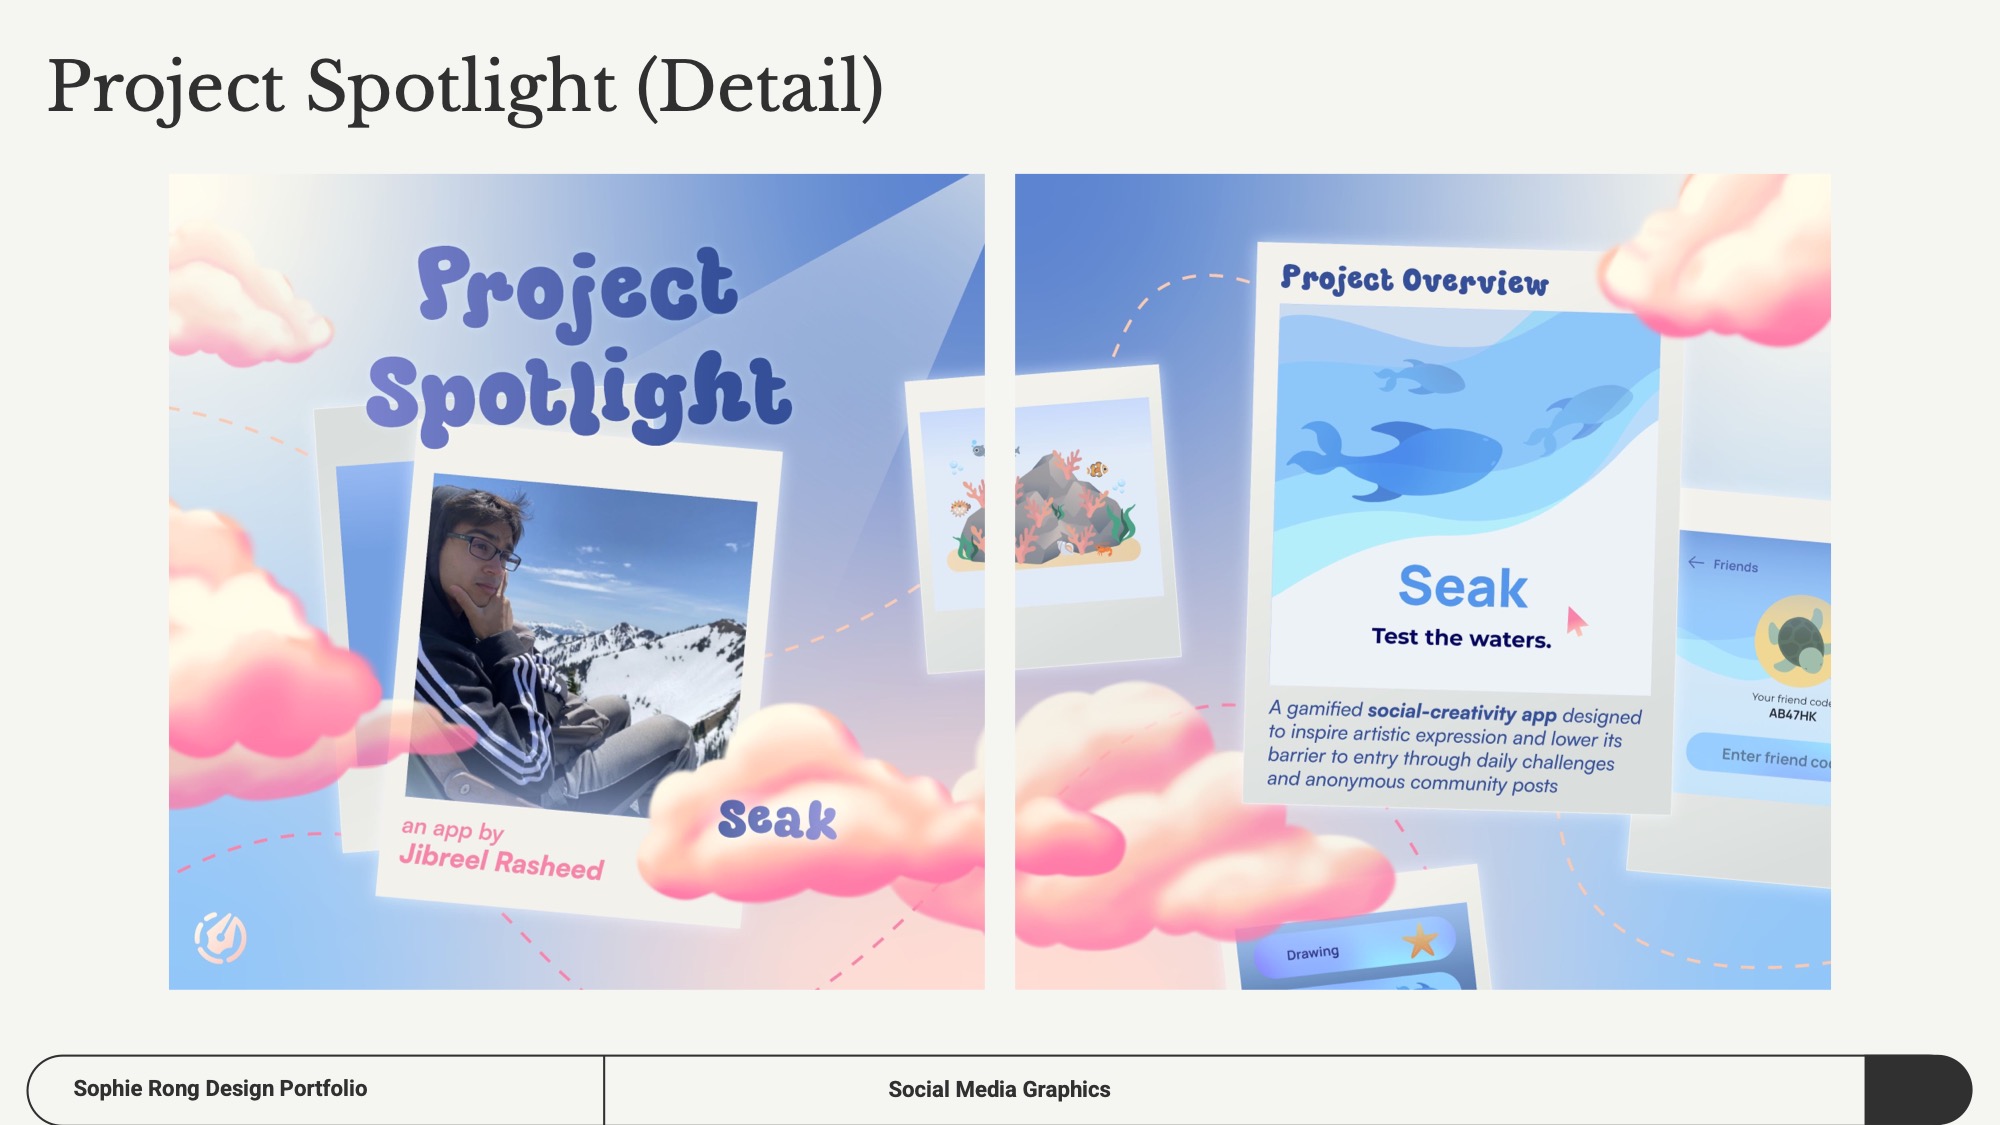 Project Spotlight (Detail)
Project
Spotlight
an app by
Jibreel Rasheed
Seak
Project Overview
Seak
Test the waters.
A gamified social-creativity app designed
to inspire artistic expression and lower its
barrier to entry through daily challenges
and anonymous community posts
Friends
Your friend code
AB47HK
Enter friend co
Drawing
Sophie Rong Design Portfolio
Social Media Graphics